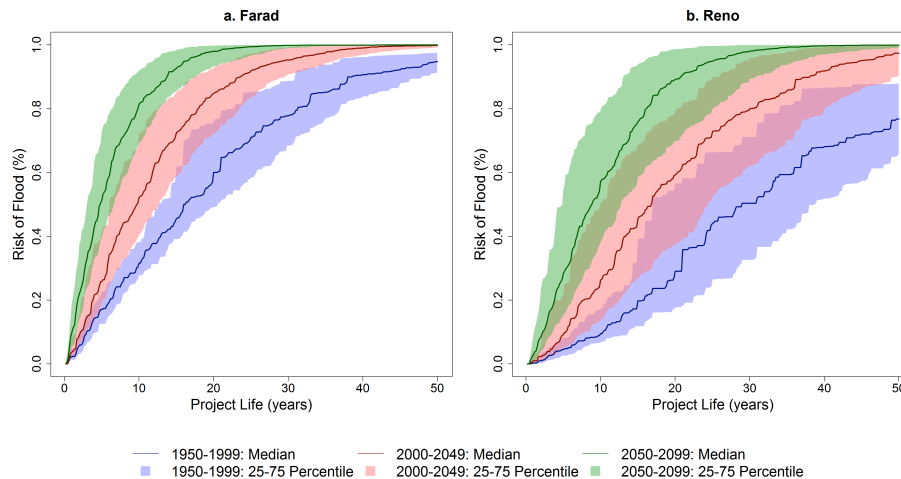 a. Farad
b. Reno
Risk of Flood (%)
1.0
0.8
0.6
0.4
0.2
0.0
0 10 20 30 40 50
Project Life (years)
Risk of Flood (%)
1.0
0.8
0.6
0.4
0.2
0.0
0 10 20 30 40 50
Project Life (years)
1950-1999: Median 2000-2049: Median 2050-2099: Median
1950-1999: 25-75 Percentile 2000-2049: 25-75 Percentile 2050-2099: 25-75 Percentile